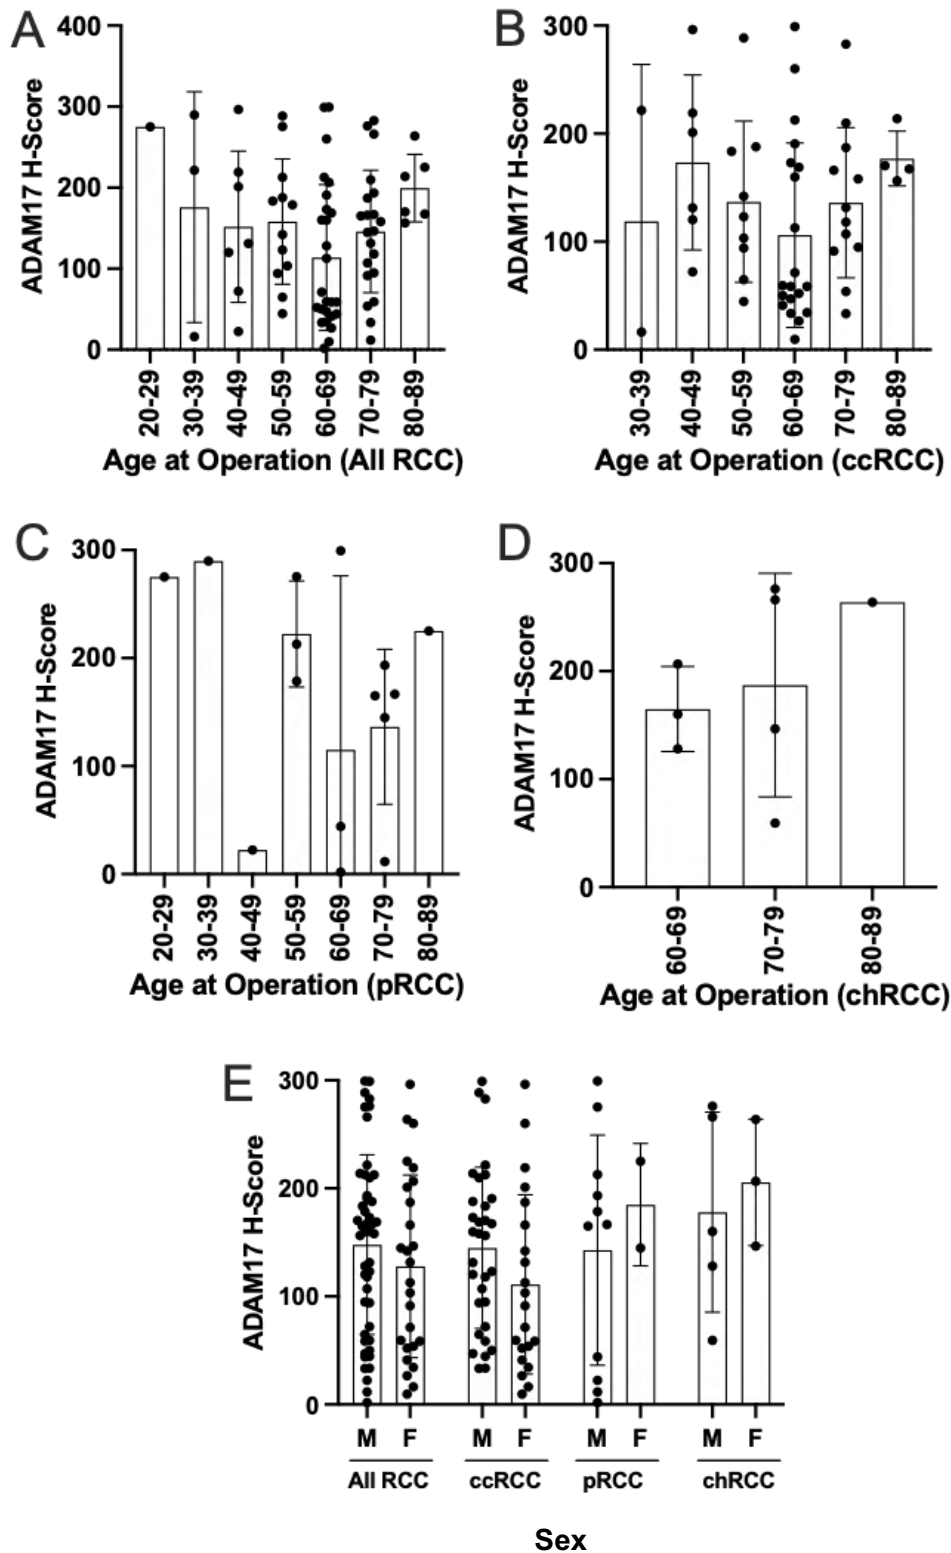 A
ADAM17 H-Score
400
300
200
100
0
20-29
30-39
40-49
50-59
60-69
70-79
80-89
Age at Operation (All RCC)
B
ADAM17 H-Score
300
200
100
0
30-39
40-49
50-59
60-69
70-79
80-89
Age at Operation (ccRCC)
C
ADAM17 H-Score
300
200
100
0
20-29
30-39
40-49
50-59
60-69
70-79
80-89
Age at Operation (pRCC)
D
ADAM17 H-Score
300
200
100
0
60-69
70-79
80-89
Age at Operation (chRCC)
E
ADAM17 H-Score
300
200
100
0
M F M F M F M F
All RCC ccRCC pRCC chRCC
Sex